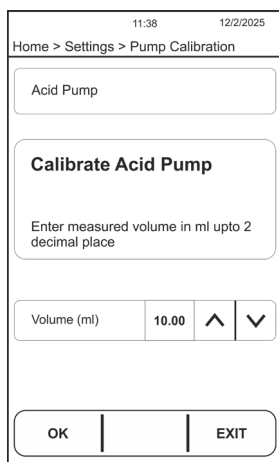 11:38 12/2/2025
Home > Settings > Pump Calibration
Acid Pump
Calibrate Acid Pump
Enter measured volume in ml upto 2
decimal place
Volume (ml) 10.00
OK EXIT